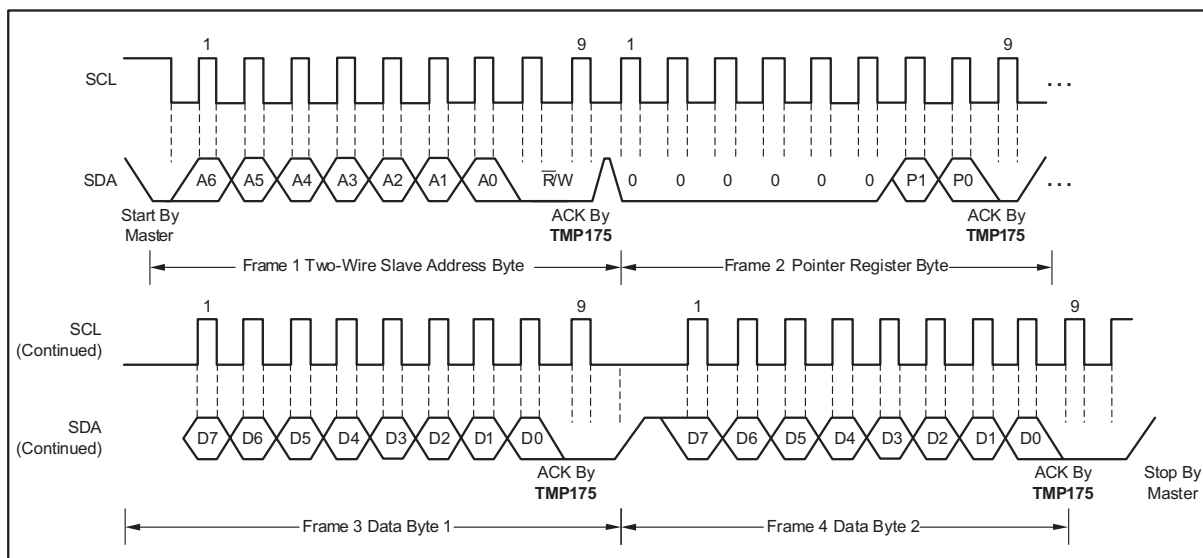 1 9 1 9
SCL ...
SDA A6 A5 A4 A3 A2 A1 A0 R̅/W 0 0 0 0 0 0 P1 P0 ...
Start By Master
ACK By TMP175
ACK By TMP175
Frame 1 Two-Wire Slave Address Byte
Frame 2 Pointer Register Byte
1 9 1 9
SCL
(Continued)
SDA
(Continued)
D7 D6 D5 D4 D3 D2 D1 D0 D7 D6 D5 D4 D3 D2 D1 D0
ACK By
TMP175
ACK By
TMP175
Stop By
Master
Frame 3 Data Byte 1
Frame 4 Data Byte 2